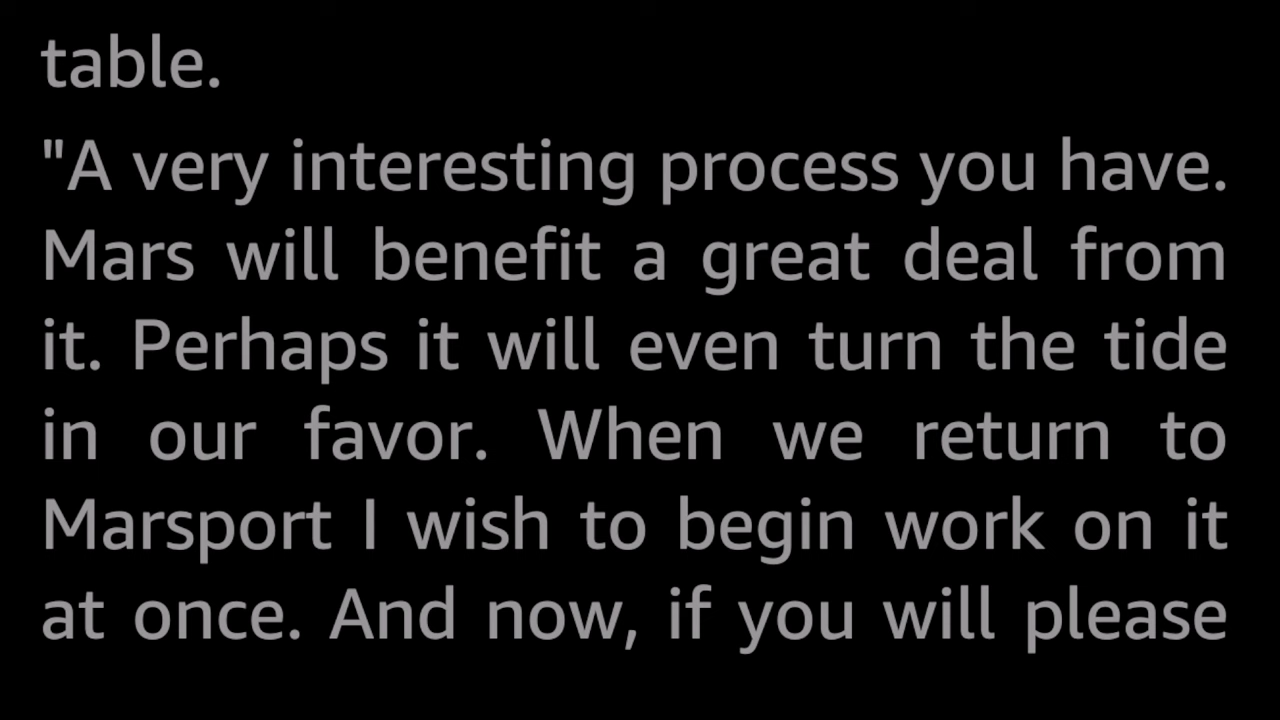 table.
"A very interesting process you have.
Mars will benefit a great deal from
it. Perhaps it will even turn the tide
in our favor. When we return to
Marsport I wish to begin work on it
at once. And now, if you will please